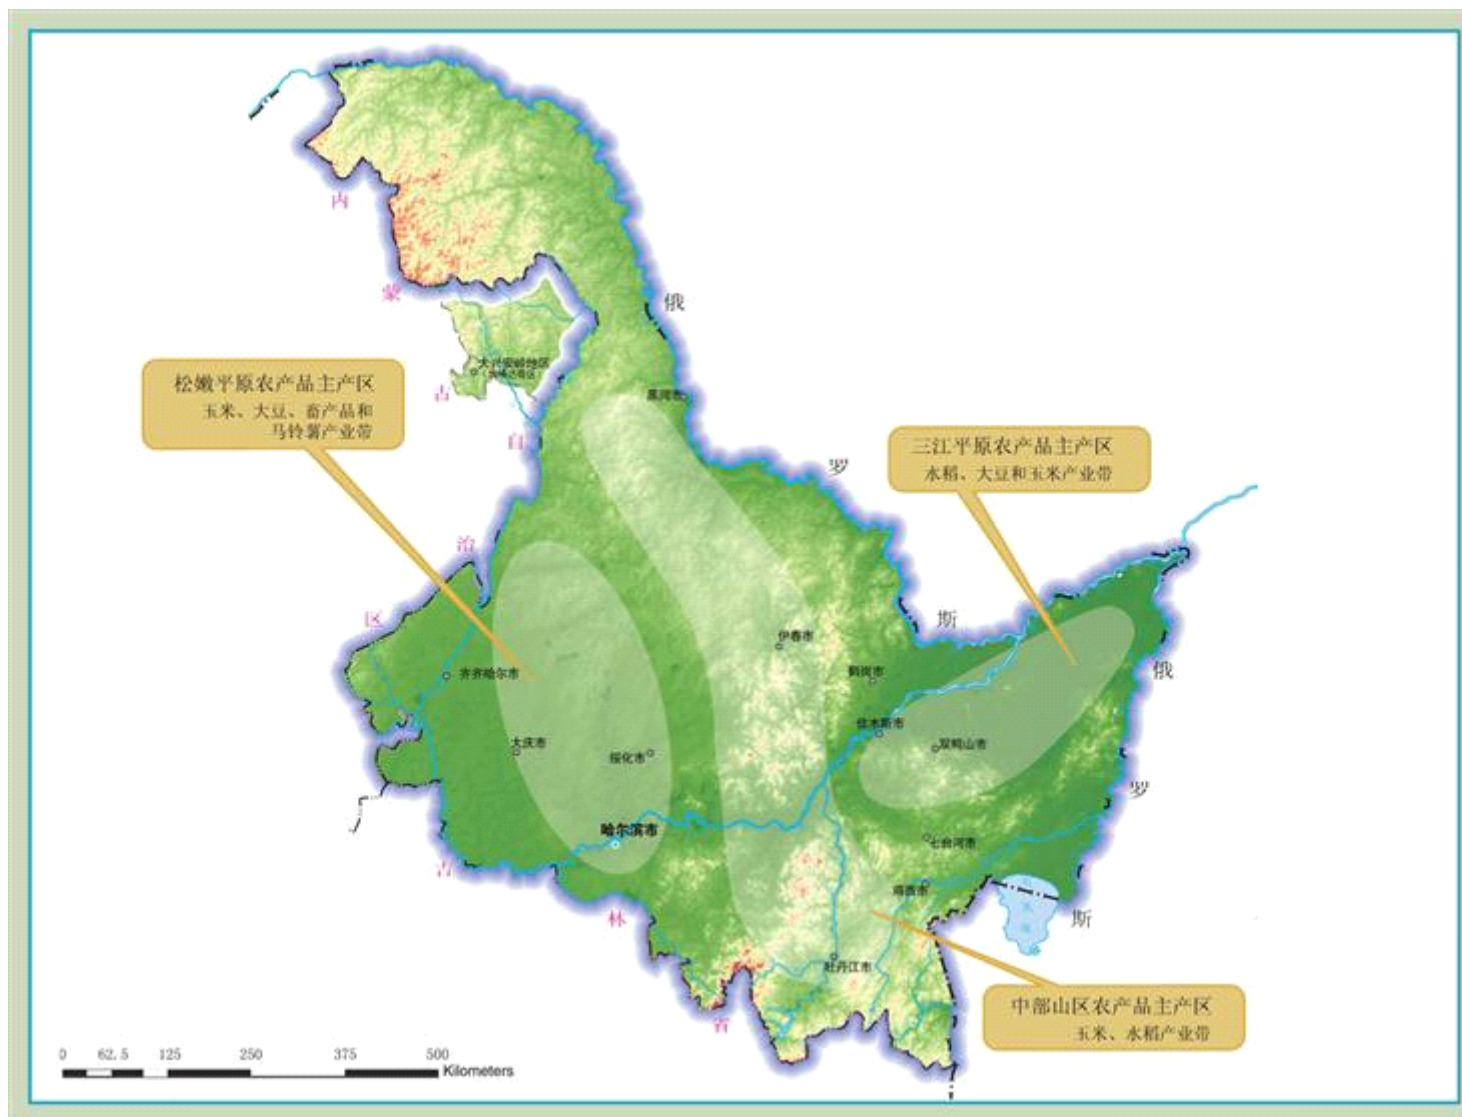 内
蒙
古
自
治
区
俄
罗
斯
俄
罗
斯
吉
林
省
大兴安岭地区
黑河市
松嫩平原农产品主产区
玉米、大豆、畜产品和
马铃薯产业带
三江平原农产品主产区
水稻、大豆和玉米产业带
伊春市
鹤岗市
齐齐哈尔市
佳木斯市
双鸭山市
大庆市
绥化市
哈尔滨市
七台河市
鸡西市
牡丹江市
中部山区农产品主产区
玉米、水稻产业带
0 62.5 125 250 375 500
Kilometers